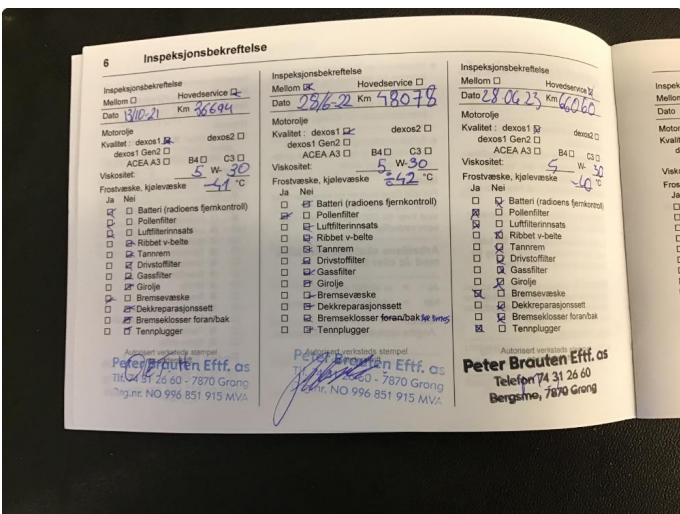 6 Inspeksjonsbekreftelse
Inspeksjonsbekreftelse
Mellom ☐ Hovedservice ☒
Dato 13/10-21 Km 36694
Motorolje
Kvalitet : dexos1 ☒ dexos2 ☐
dexos1 Gen2 ☐
ACEA A3 ☐ B4 ☐ C3 ☐
Viskositet: 5 W- 30
Frostvæske, kjølevæske -41 °C
Ja Nei
☒ ☐ Batteri (radioens fjernkontroll)
☒ ☐ Pollenfilter
☒ ☐ Luftfilterinnsats
☐ ☒ Ribbet v-belte
☐ ☒ Tannrem
☐ ☒ Drivstoffilter
☐ ☒ Gassfilter
☐ ☒ Girolje
☒ ☐ Bremsevæske
☐ ☒ Dekkreparasjonssett
☐ ☒ Bremseklosser foran/bak
☐ ☒ Tennplugger
Autorisert verksteds stempel
Peter Brauten Eftf. as
Tlf. 74 31 26 60 - 7870 Grong
Org.nr. NO 996 851 915 MVA
Inspeksjonsbekreftelse
Mellom ☒ Hovedservice ☐
Dato 28/6-22 Km 48078
Motorolje
Kvalitet : dexos1 ☒ dexos2 ☐
dexos1 Gen2 ☐
ACEA A3 ☐ B4 ☐ C3 ☐
Viskositet: 5 W- 30
Frostvæske, kjølevæske -42 °C
Ja Nei
☐ ☒ Batteri (radioens fjernkontroll)
☒ ☐ Pollenfilter
☐ ☒ Luftfilterinnsats
☐ ☒ Ribbet v-belte
☐ ☒ Tannrem
☐ ☒ Drivstoffilter
☐ ☒ Gassfilter
☐ ☒ Girolje
☐ ☒ Bremsevæske
☐ ☒ Dekkreparasjonssett
☐ ☒ Bremseklosser foran/bak
☐ ☒ Tennplugger
Autorisert verksteds stempel
Peter Brauten Eftf. as
Tlf. 74 31 26 60 - 7870 Grong
Org.nr. NO 996 851 915 MVA
Inspeksjonsbekreftelse
Mellom ☐ Hovedservice ☒
Dato 28.06.23 Km 66060
Motorolje
Kvalitet : dexos1 ☒ dexos2 ☐
dexos1 Gen2 ☐
ACEA A3 ☐ B4 ☐ C3 ☐
Viskositet: 5 W- 30
Frostvæske, kjølevæske -40 °C
Ja Nei
☐ ☒ Batteri (radioens fjernkontroll)
☒ ☐ Pollenfilter
☒ ☐ Luftfilterinnsats
☐ ☒ Ribbet v-belte
☐ ☒ Tannrem
☐ ☒ Drivstoffilter
☐ ☒ Gassfilter
☐ ☒ Girolje
☒ ☐ Bremsevæske
☐ ☒ Dekkreparasjonssett
☐ ☒ Bremseklosser foran/bak
☒ ☐ Tennplugger
Autorisert verksteds stempel
Peter Brauten Eftf. as
Telefon 74 31 26 60
Bergsmo, 7870 Grong